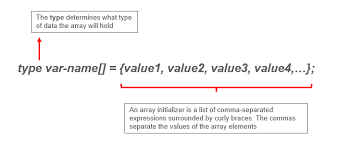 The type determines what type
of data the array will hold
type var-name[] = {value1, value2, value3, value4,...};
An array initializer is a list of comma-separated
expressions surrounded by curly braces. The commas
separate the values of the array elements